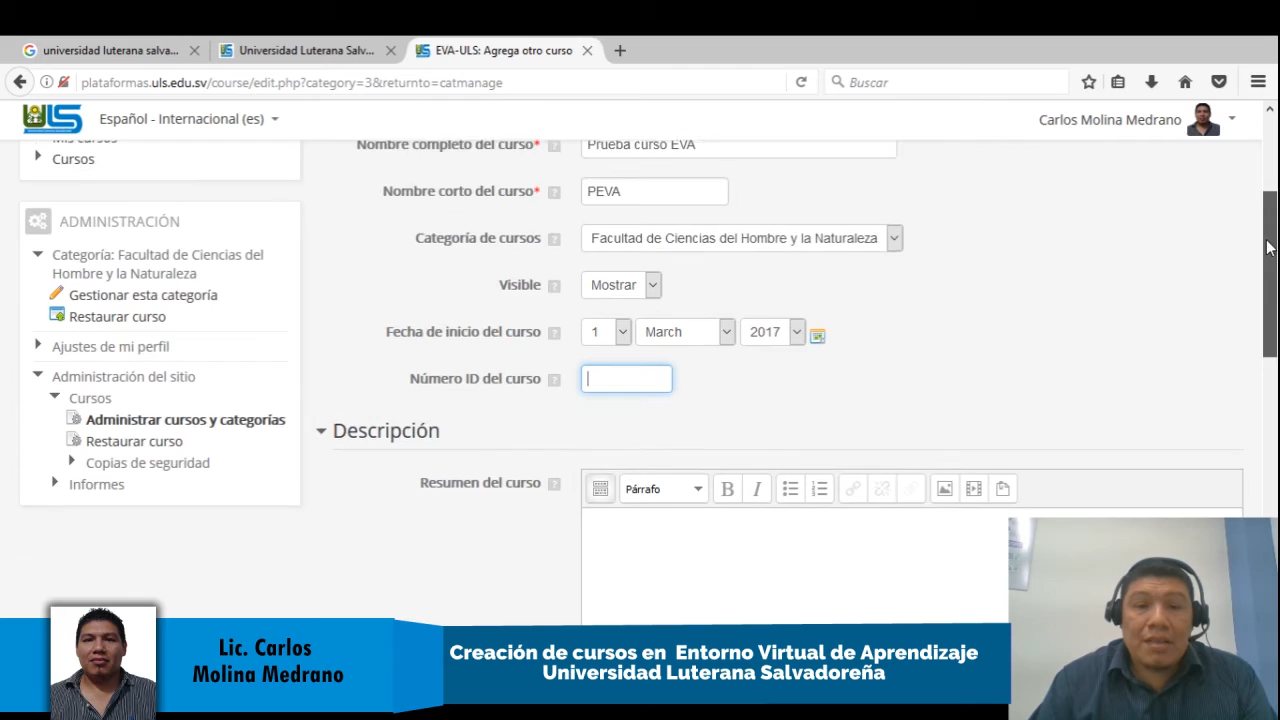 universidad luterana salva...
Universidad Luterana Salv...
EVA-ULS: Agrega otro curso
plataformas.uls.edu.sv/course/edit.php?category=3&returnto=catmanage
Buscar
ULS
Español - Internacional (es)
Carlos Molina Medrano
Mis cursos
Cursos
ADMINISTRACIÓN
Categoría: Facultad de Ciencias del
Hombre y la Naturaleza
Gestionar esta categoría
Restaurar curso
Ajustes de mi perfil
Administración del sitio
Cursos
Administrar cursos y categorías
Restaurar curso
Copias de seguridad
Informes
Nombre completo del curso* Prueba curso EVA
Nombre corto del curso* PEVA
Categoría de cursos Facultad de Ciencias del Hombre y la Naturaleza
Visible Mostrar
Fecha de inicio del curso 1 March 2017
Número ID del curso
Descripción
Resumen del curso Párrafo B I
Lic. Carlos
Molina Medrano
Creación de cursos en Entorno Virtual de Aprendizaje
Universidad Luterana Salvadoreña